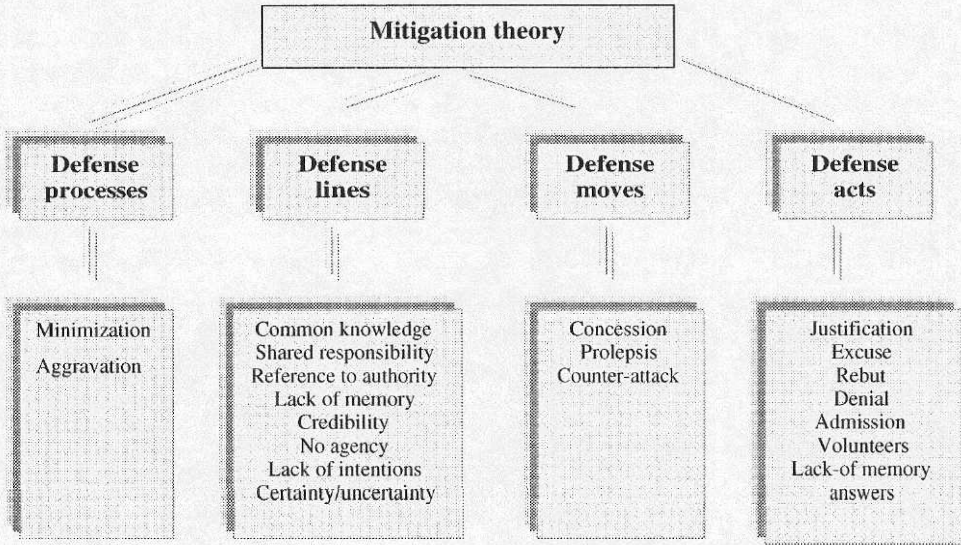 Mitigation theory
Defense
processes
Defense
lines
Defense
moves
Defense
acts
Minimization
Aggravation
Common knowledge
Shared responsibility
Reference to authority
Lack of memory
Credibility
No agency
Lack of intentions
Certainty/uncertainty
Concession
Prolepsis
Counter-attack
Justification
Excuse
Rebut
Denial
Admission
Volunteers
Lack-of memory
answers